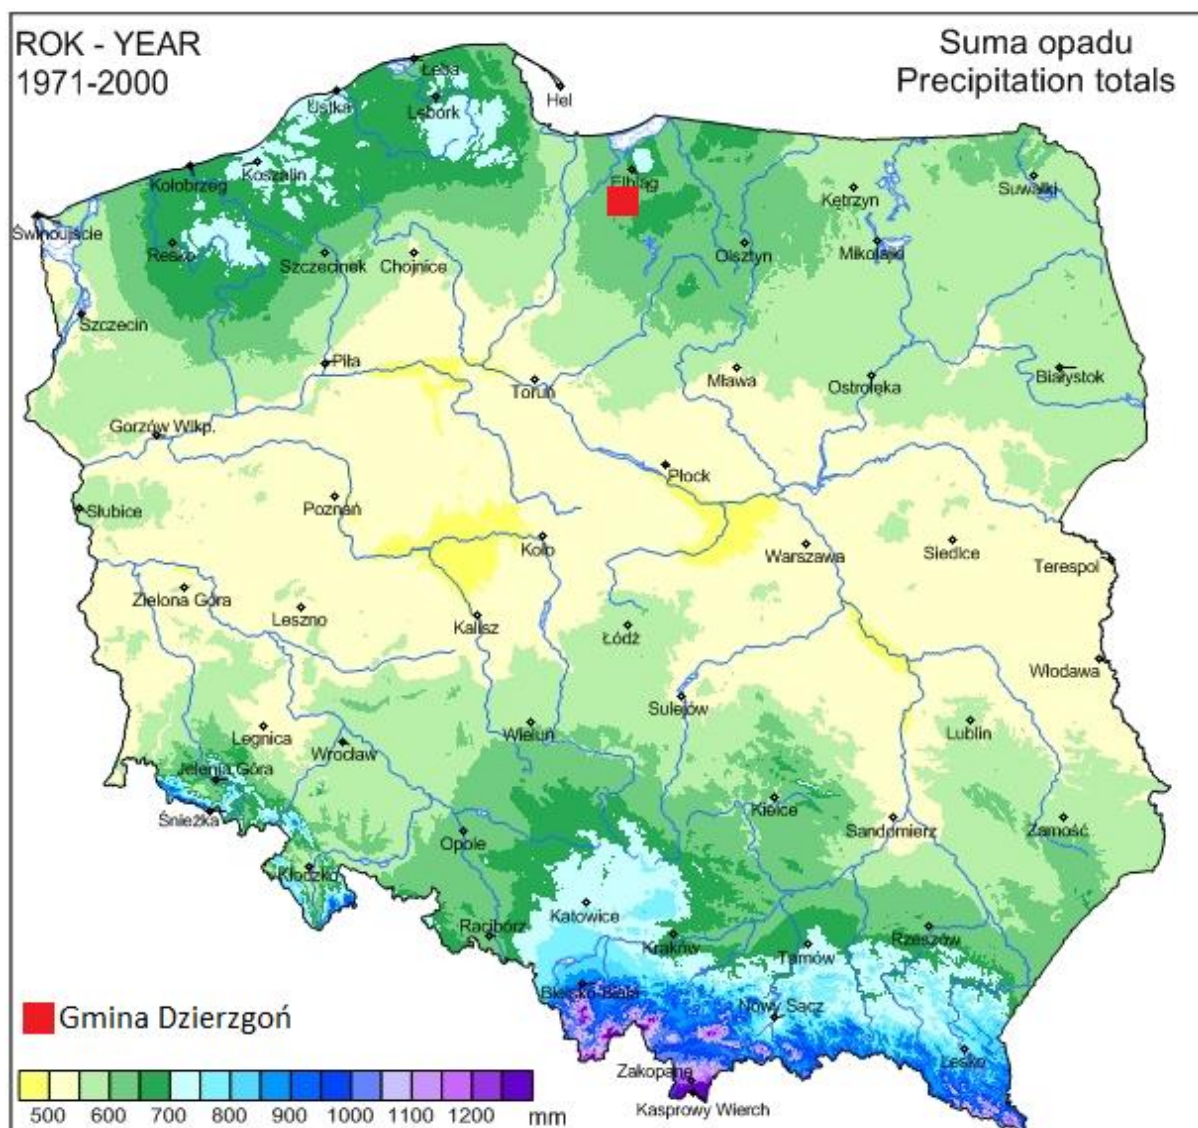 ROK - YEAR
1971-2000
Suma opadu
Precipitation totals
Łeba
Ustka
Lębork
Hel
Kołobrzeg
Koszalin
Elbląg
Kętrzyn
Suwałki
Świnoujście
Resko
Szczecinek
Chojnice
Olsztyn
Mikołajki
Szczecin
Piła
Toruń
Mława
Ostrołęka
Białystok
Gorzów Wlkp.
Płock
Słubice
Poznań
Koło
Warszawa
Siedlce
Terespol
Zielona Góra
Leszno
Kalisz
Łódź
Włodawa
Sulejów
Legnica
Wrocław
Wieluń
Lublin
Jelenia Góra
Śnieżka
Kielce
Sandomierz
Zamość
Opole
Kłodzko
Katowice
Racibórz
Kraków
Tarnów
Rzeszów
Bielsko-Biała
Nowy Sącz
Lesko
Gmina Dzierzgoń
Zakopane
Kasprowy Wierch
500 600 700 800 900 1000 1100 1200 mm